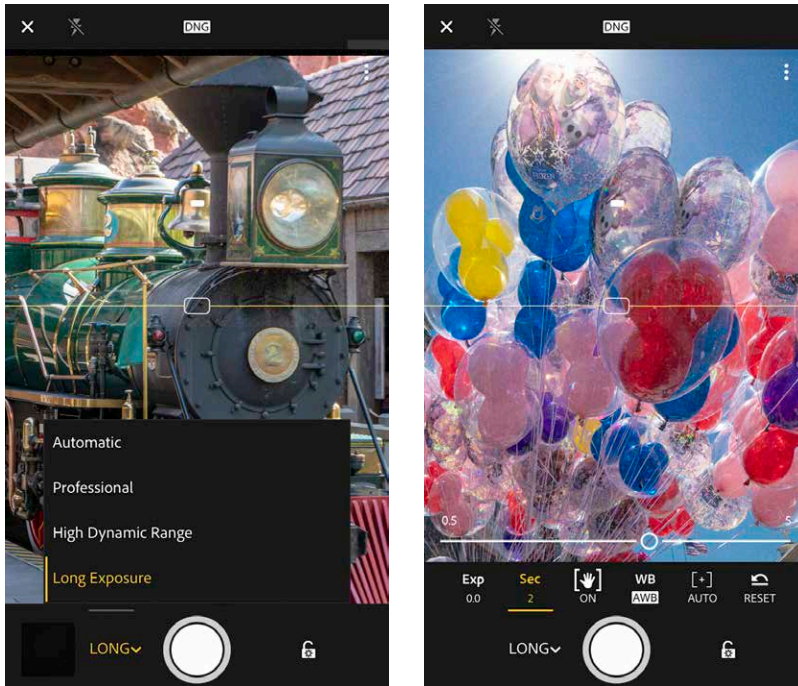 DNG
2
Automatic
Professional
High Dynamic Range
Long Exposure
LONG
DNG
FROZEN
0.5
5
Exp Sec WB
0.0 2 ON AWB AUTO RESET
LONG